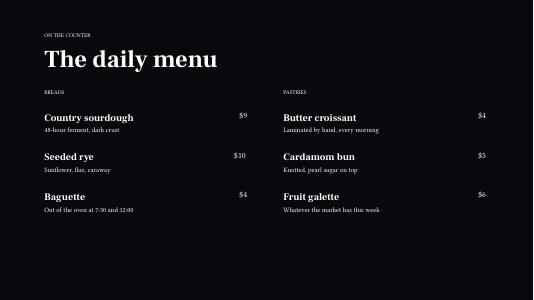 ON THE COUNTER
The daily menu
BREADS
Country sourdough $9
48-hour ferment, dark crust
Seeded rye $10
Sunflower, flax, caraway
Baguette $4
Out of the oven at 7:30 and 12:00
PASTRIES
Butter croissant $4
Laminated by hand, every morning
Cardamom bun $5
Knotted, pearl sugar on top
Fruit galette $6
Whatever the market has this week